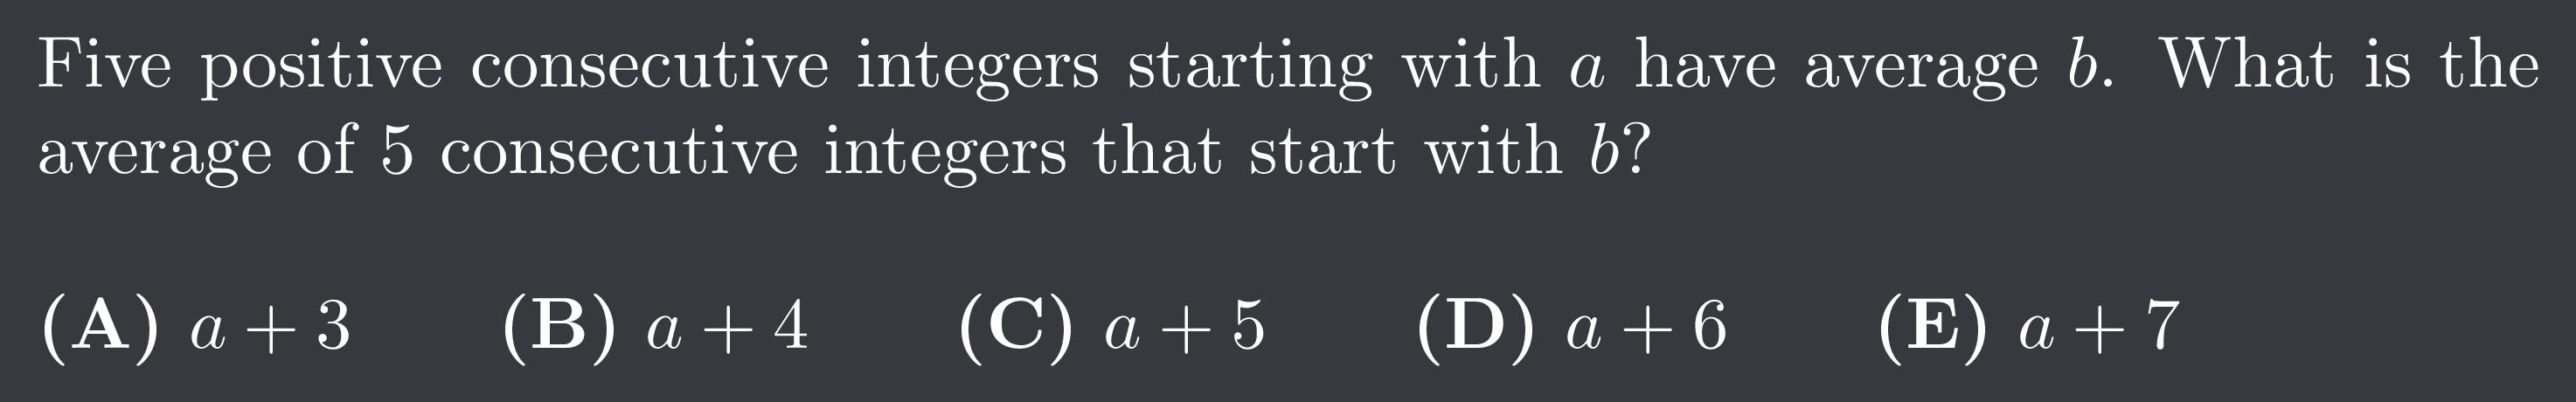 Five positive consecutive integers starting with a have average b. What is the
average of 5 consecutive integers that start with b?
(A) a + 3 (B) a + 4 (C) a + 5 (D) a + 6 (E) a + 7